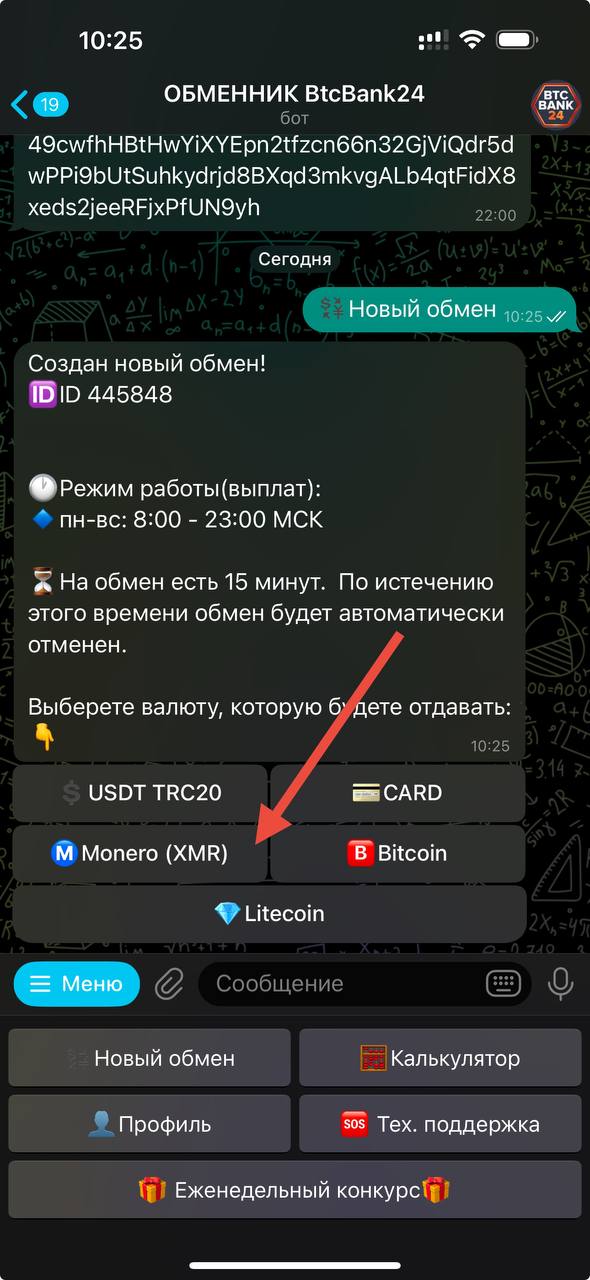 10:25
19
ОБМЕННИК BtcBank24
бот
BTC
BANK
24
49cwfhHBtHwYiXYEpn2tfzcn66n32GjViQdr5d
wPPi9bUtSuhkydrjd8BXqd3mkvgALb4qtFidX8
xeds2jeeRFjxPfUN9yh
22:00
Сегодня
Новый обмен 10:25
Создан новый обмен!
🆔ID 445848
🕐Режим работы(выплат):
🔹пн-вс: 8:00 - 23:00 МСК
⏳На обмен есть 15 минут. По истечению
этого времени обмен будет автоматически
отменен.
Выберете валюту, которую будете отдавать:
👇
10:25
💲USDT TRC20
💳CARD
Ⓜ️Monero (XMR)
🅱️Bitcoin
💎Litecoin
Меню
Сообщение
Новый обмен
🧮Калькулятор
👤Профиль
🆘 Тех. поддержка
🎁 Еженедельный конкурс🎁